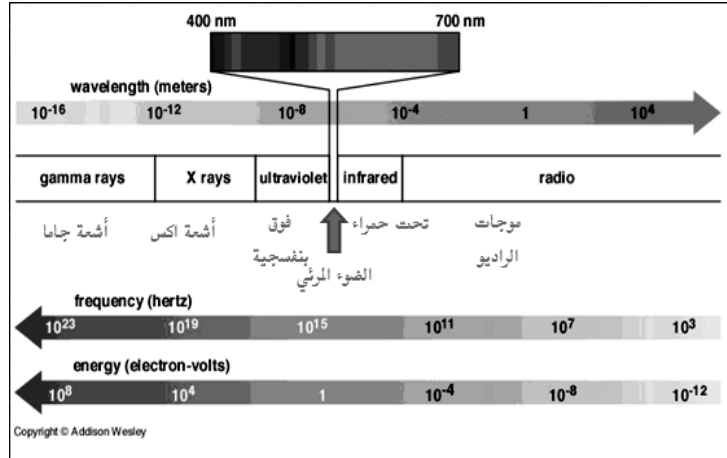 400 nm 700 nm
wavelength (meters)
10⁻¹⁶ 10⁻¹² 10⁻⁸ 10⁻⁴ 1 10⁴
gamma rays X rays ultraviolet infrared radio
أشعة جاما أشعة اكس فوق تحت حمراء موجات
بنفسجية الراديو
الضوء المرئي
frequency (hertz)
10²³ 10¹⁹ 10¹⁵ 10¹¹ 10⁷ 10³
energy (electron-volts)
10⁸ 10⁴ 1 10⁻⁴ 10⁻⁸ 10⁻¹²
Copyright © Addison Wesley